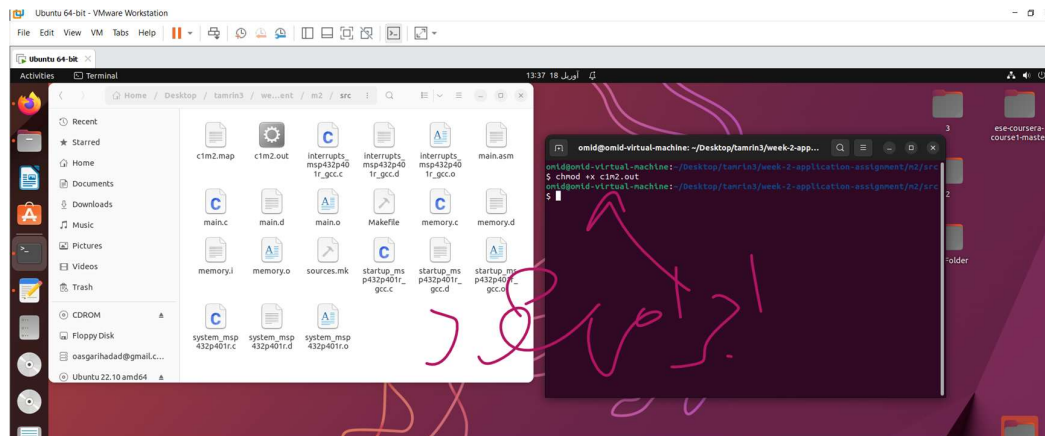 Ubuntu 64-bit - VMware Workstation
File Edit View VM Tabs Help
Ubuntu 64-bit
Activities Terminal
13:37 18 آوریل
Home / Desktop / tamrin3 / we...ent / m2 / src
Recent
Starred
Home
Documents
Downloads
Music
Pictures
Videos
Trash
CDROM
Floppy Disk
oasgarihadad@gmail.c...
Ubuntu 22.10 amd64
c1m2.map c1m2.out interrupts_msp432p401r_gcc.c interrupts_msp432p401r_gcc.d interrupts_msp432p401r_gcc.o main.asm
main.c main.d main.o Makefile memory.c memory.d
memory.i memory.o sources.mk startup_msp432p401r_gcc.c startup_msp432p401r_gcc.d startup_msp432p401r_gcc.o
system_msp432p401r.c system_msp432p401r.d system_msp432p401r.o
omid@omid-virtual-machine: ~/Desktop/tamrin3/week-2-app...
omid@omid-virtual-machine:~/Desktop/tamrin3/week-2-application-assignment/m2/src
$ chmod +x c1m2.out
omid@omid-virtual-machine:~/Desktop/tamrin3/week-2-application-assignment/m2/src
$
3
ese-coursera-course1-maste
2
Folder